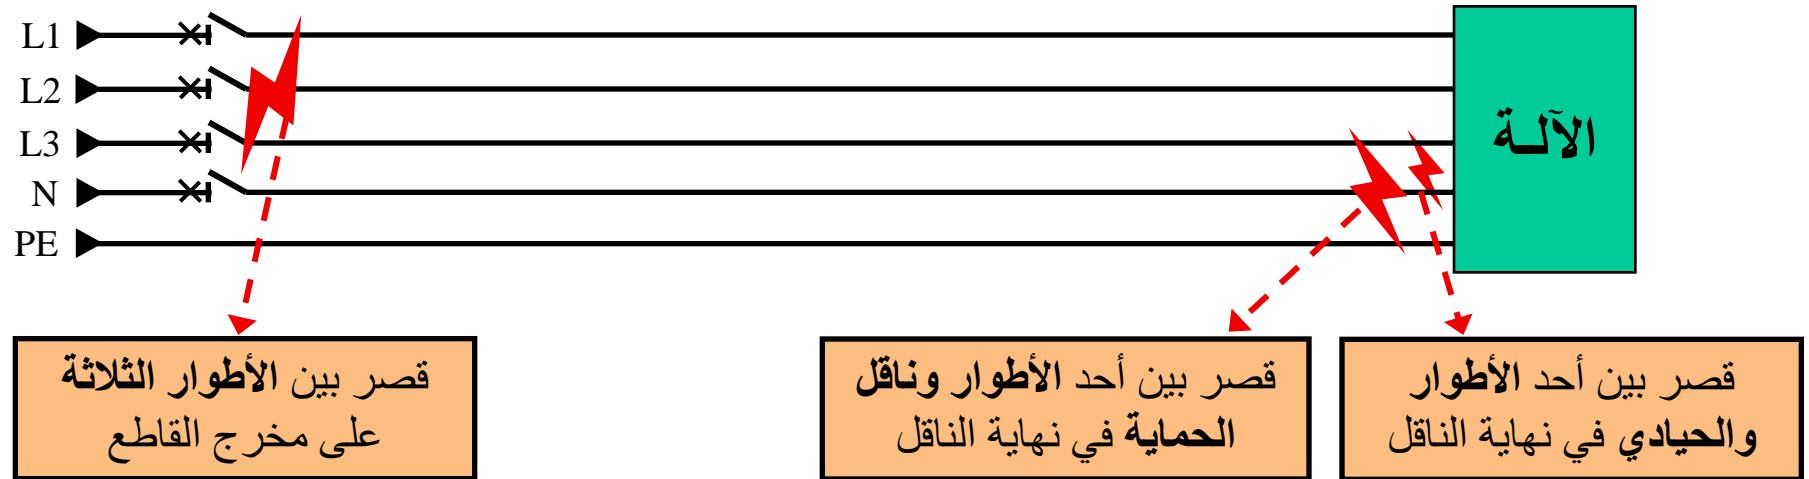 L1
L2
L3
N
PE
الآلـة
قصر بين الأطوار الثلاثة
على مخرج القاطع
قصر بين أحد الأطوار وناقل
الحماية في نهاية الناقل
قصر بين أحد الأطوار
والحيادي في نهاية الناقل